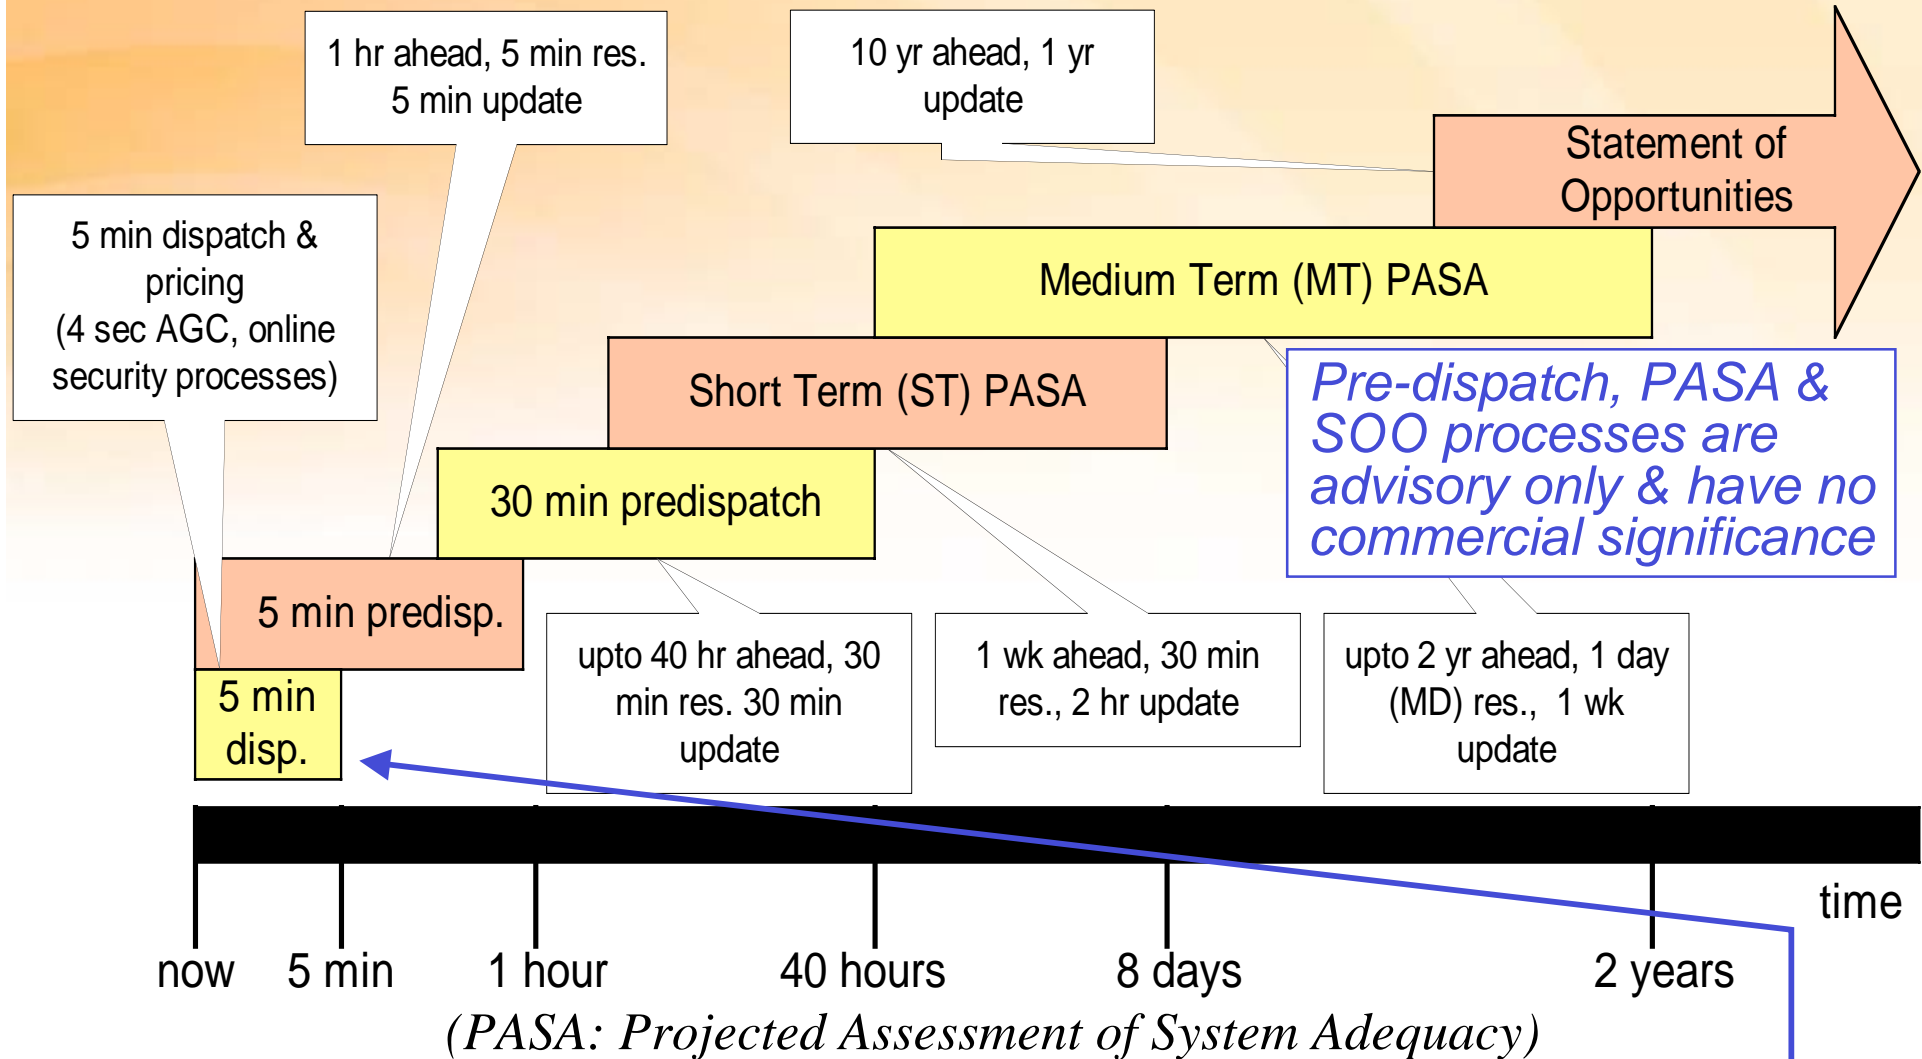 1 hr ahead, 5 min res.
5 min update
10 yr ahead, 1 yr
update
Statement of
Opportunities
5 min dispatch &
pricing
(4 sec AGC, online
security processes)
Medium Term (MT) PASA
Short Term (ST) PASA
Pre-dispatch, PASA &
SOO processes are
advisory only & have no
commercial significance
30 min predispatch
5 min predisp.
5 min
disp.
upto 40 hr ahead, 30
min res. 30 min
update
1 wk ahead, 30 min
res., 2 hr update
upto 2 yr ahead, 1 day
(MD) res., 1 wk
update
time
now
5 min
1 hour
40 hours
8 days
2 years
(PASA: Projected Assessment of System Adequacy)